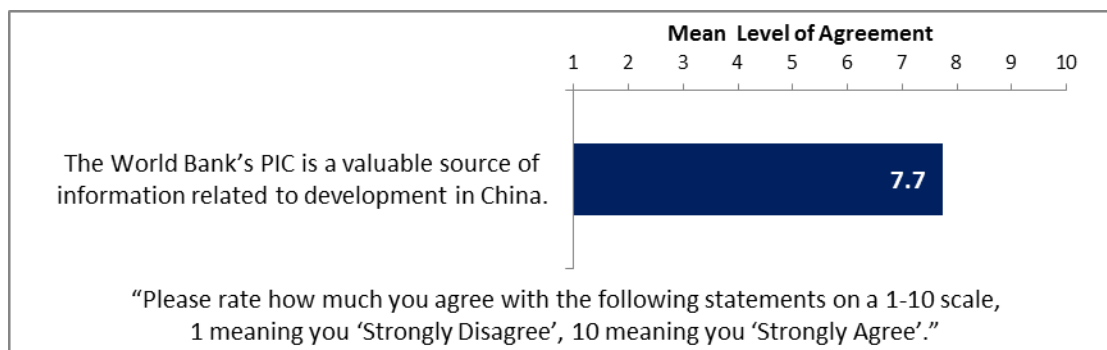 Mean Level of Agreement
1 2 3 4 5 6 7 8 9 10
The World Bank’s PIC is a valuable source of
information related to development in China.
7.7
“Please rate how much you agree with the following statements on a 1-10 scale,
1 meaning you ‘Strongly Disagree’, 10 meaning you ‘Strongly Agree’.”